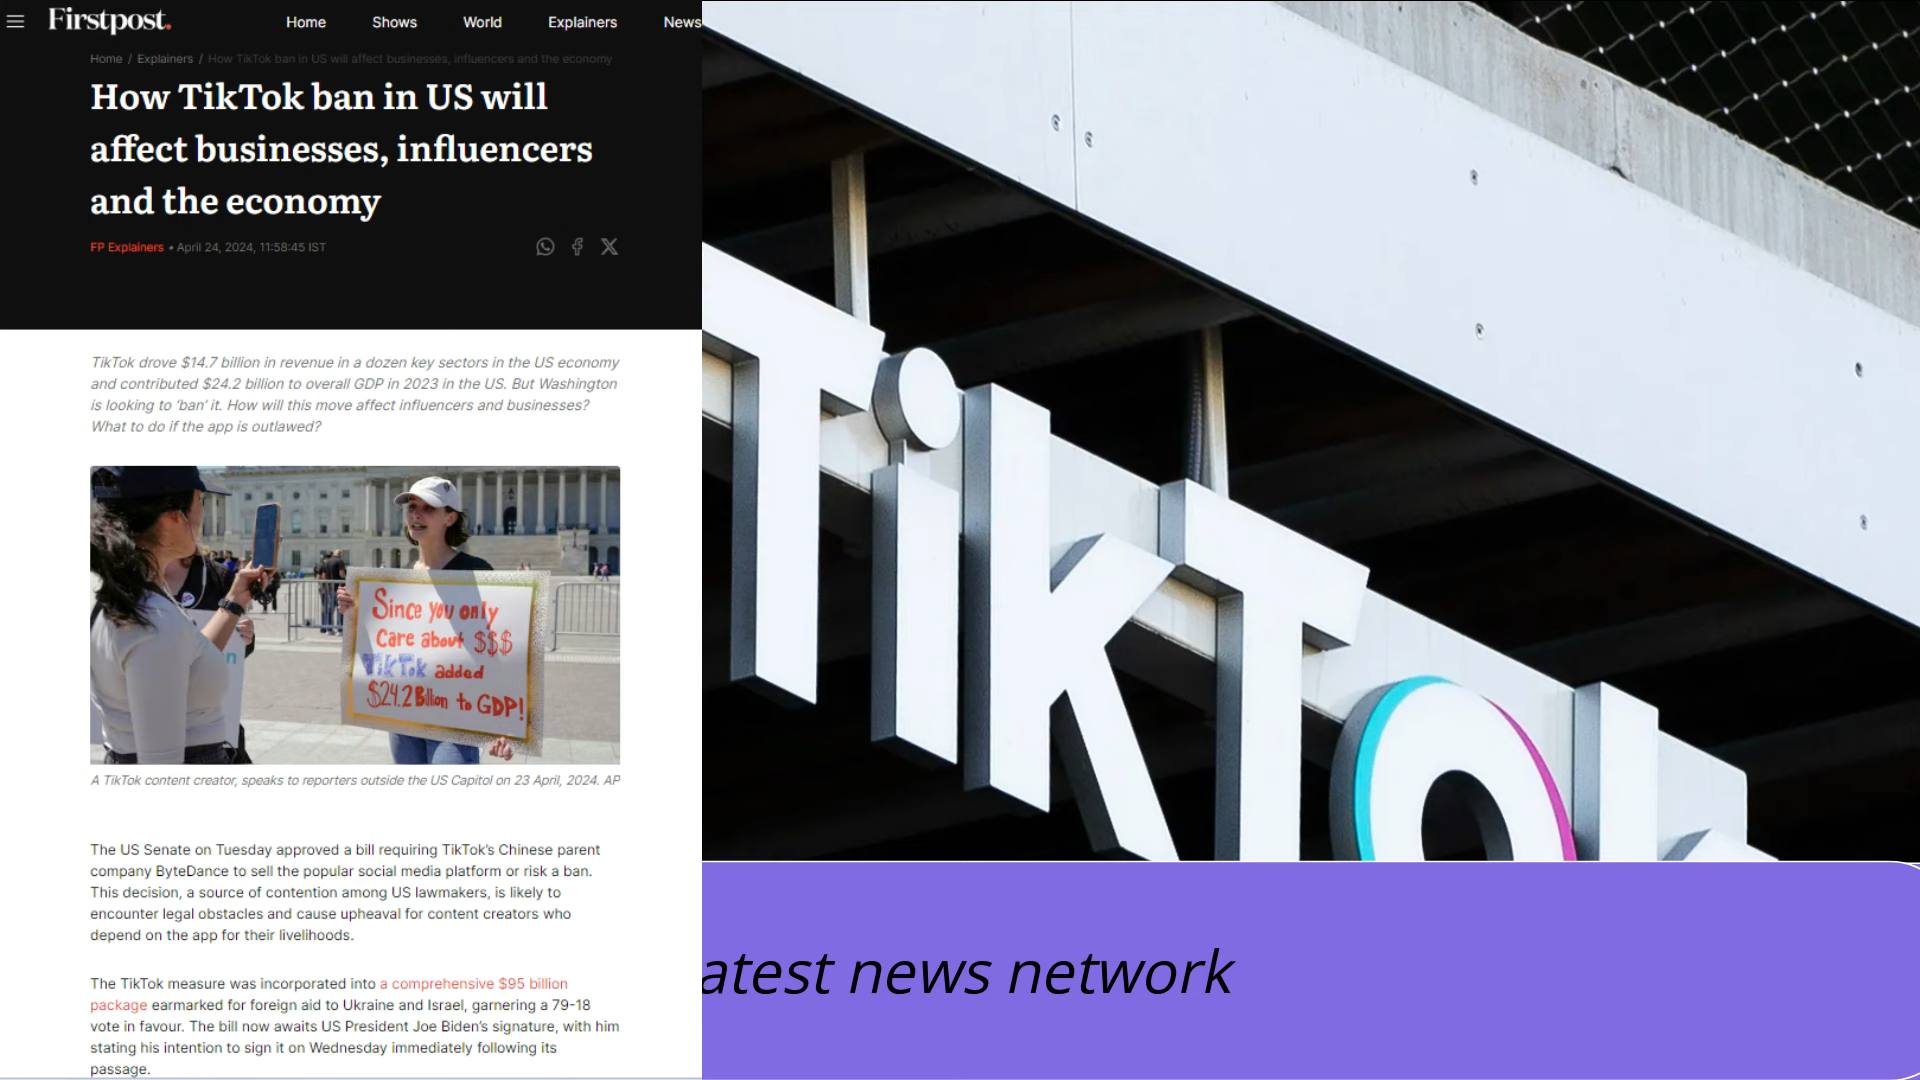 Firstpost.
Home Shows World Explainers News
Home / Explainers / How TikTok ban in US will affect businesses, influencers and the economy
How TikTok ban in US will
affect businesses, influencers
and the economy
FP Explainers • April 24, 2024, 11:58:45 IST
TikTok drove $14.7 billion in revenue in a dozen key sectors in the US economy
and contributed $24.2 billion to overall GDP in 2023 in the US. But Washington
is looking to ‘ban’ it. How will this move affect influencers and businesses?
What to do if the app is outlawed?
Since you only
Care about $$$
TikTok added
$24.2 Billion to GDP!
A TikTok content creator, speaks to reporters outside the US Capitol on 23 April, 2024. AP
The US Senate on Tuesday approved a bill requiring TikTok’s Chinese parent
company ByteDance to sell the popular social media platform or risk a ban.
This decision, a source of contention among US lawmakers, is likely to
encounter legal obstacles and cause upheaval for content creators who
depend on the app for their livelihoods.
The TikTok measure was incorporated into a comprehensive $95 billion
package earmarked for foreign aid to Ukraine and Israel, garnering a 79-18
vote in favour. The bill now awaits US President Joe Biden’s signature, with him
stating his intention to sign it on Wednesday immediately following its
passage.
TikTok
atest news network